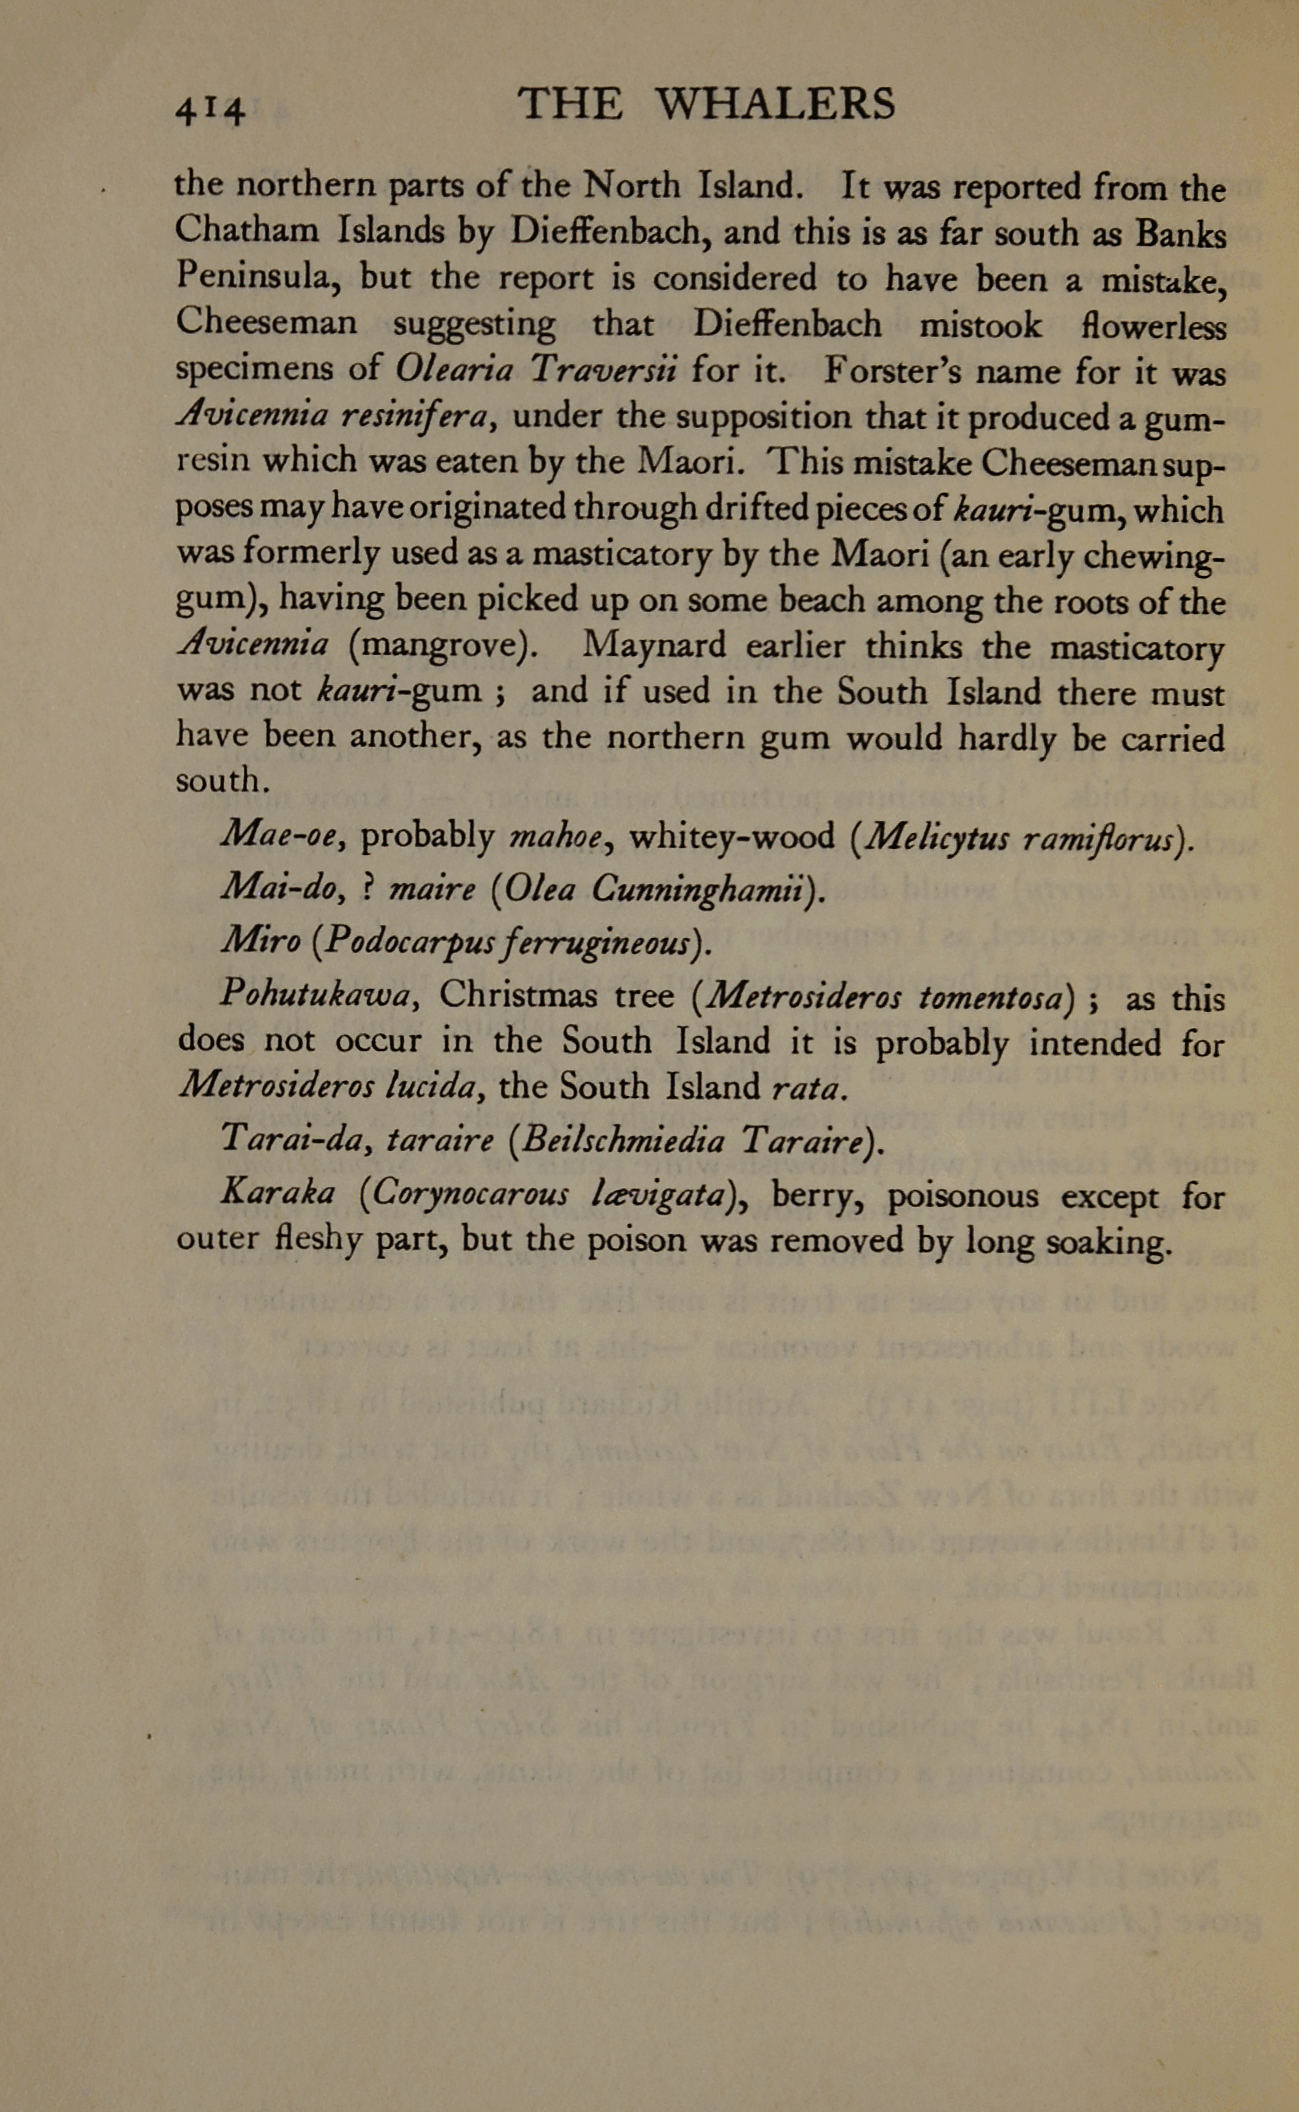 414 THE WHALERS
the northern parts of the North Island. It was reported from the
Chatham Islands by Dieffenbach, and this is as far south as Banks
Peninsula, but the report is considered to have been a mistake,
Cheeseman suggesting that Dieffenbach mistook flowerless
specimens of Olearia Traversii for it. Forster's name for it was
Avicennia resinifera, under the supposition that it produced a gum-
resin which was eaten by the Maori. This mistake Cheeseman sup-
poses may have originated through drifted pieces of kauri-gum, which
was formerly used as a masticatory by the Maori (an early chewing-
gum), having been picked up on some beach among the roots of the
Avicennia (mangrove). Maynard earlier thinks the masticatory
was not kauri-gum ; and if used in the South Island there must
have been another, as the northern gum would hardly be carried
south.
Mae-oe, probably mahoe, whitey-wood (Melicytus ramiflorus).
Mai-do, ? maire (Olea Cunninghamii).
Miro (Podocarpus ferrugineous).
Pohutukawa, Christmas tree (Metrosideros tomentosa) ; as this
does not occur in the South Island it is probably intended for
Metrosideros lucida, the South Island rata.
Tarai-da, taraire (Beilschmiedia Taraire).
Karaka (Corynocarous lævigata), berry, poisonous except for
outer fleshy part, but the poison was removed by long soaking.